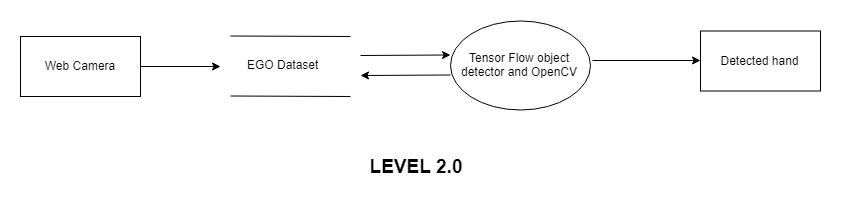 Web Camera
EGO Dataset
Tensor Flow object
detector and OpenCV
Detected hand
LEVEL 2.0